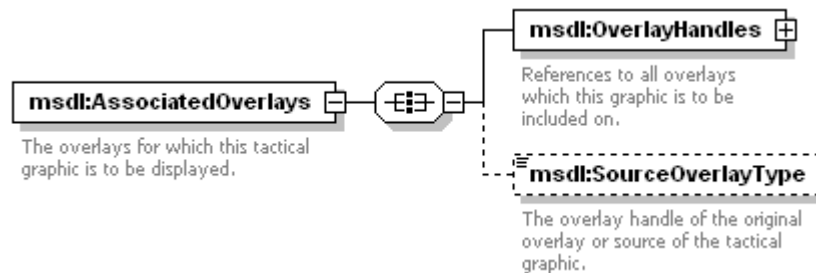 msdl:OverlayHandles
References to all overlays
which this graphic is to be
included on.
msdl:AssociatedOverlays
The overlays for which this tactical
graphic is to be displayed.
msdl:SourceOverlayType
The overlay handle of the original
overlay or source of the tactical
graphic.